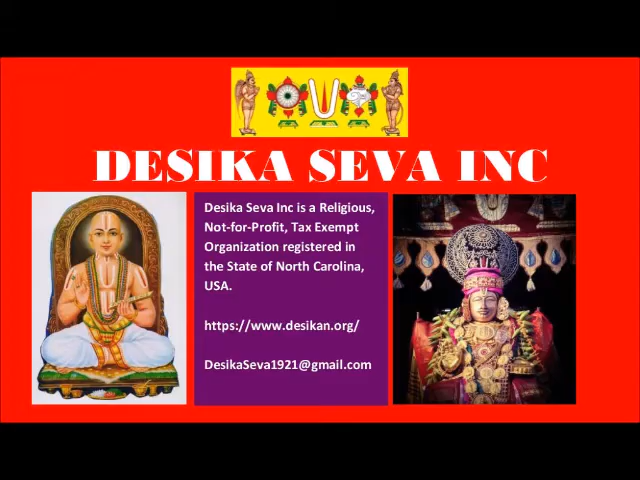 DESIKA SEVA INC
Desika Seva Inc is a Religious,
Not-for-Profit, Tax Exempt
Organization registered in
the State of North Carolina,
USA.
https://www.desikan.org/
DesikaSeva1921@gmail.com